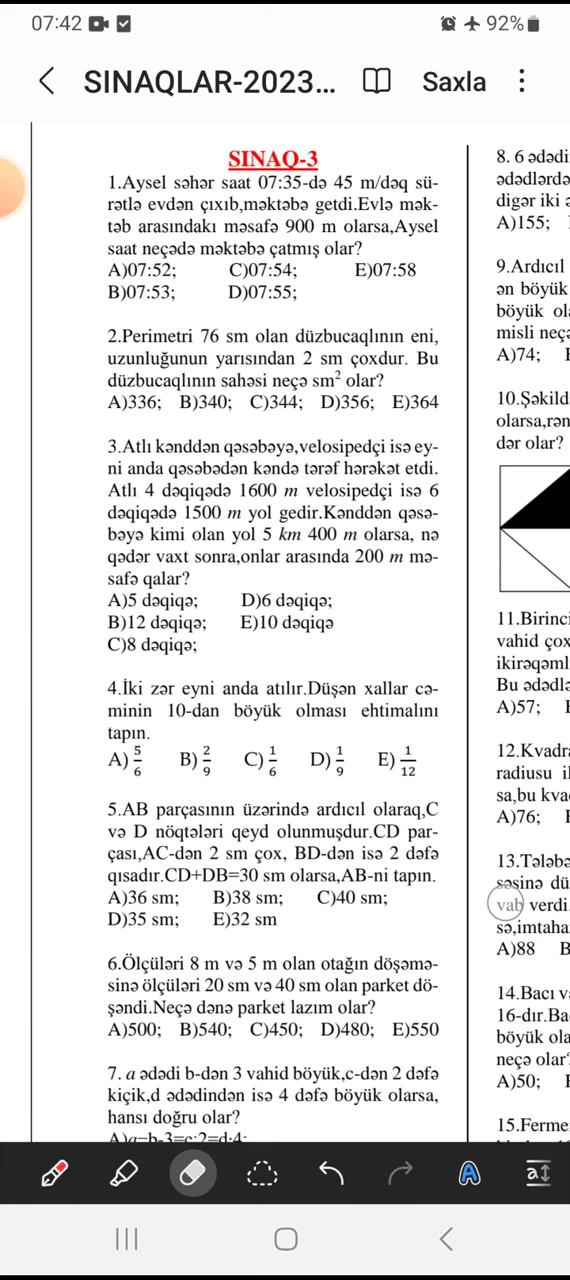 07:42 92%
SINAQLAR-2023... Saxla
SINAQ-3
1.Aysel səhər saat 07:35-də 45 m/dəq sü-
rətlə evdən çıxıb,məktəbə getdi.Evlə mək-
təb arasındakı məsafə 900 m olarsa,Aysel
saat neçədə məktəbə çatmış olar?
A)07:52; C)07:54; E)07:58
B)07:53; D)07:55;
2.Perimetri 76 sm olan düzbucaqlının eni,
uzunluğunun yarısından 2 sm çoxdur. Bu
düzbucaqlının sahəsi neçə sm² olar?
A)336; B)340; C)344; D)356; E)364
3.Atlı kənddən qəsəbəyə,velosipedçi isə ey-
ni anda qəsəbədən kəndə tərəf hərəkət etdi.
Atlı 4 dəqiqədə 1600 m velosipedçi isə 6
dəqiqədə 1500 m yol gedir.Kənddən qəsə-
bəyə kimi olan yol 5 km 400 m olarsa, nə
qədər vaxt sonra,onlar arasında 200 m mə-
safə qalar?
A)5 dəqiqə; D)6 dəqiqə;
B)12 dəqiqə; E)10 dəqiqə
C)8 dəqiqə;
4.İki zər eyni anda atılır.Düşən xallar cə-
minin 10-dan böyük olması ehtimalını
tapın.
A) 5/6 B) 2/9 C) 1/6 D) 1/9 E) 1/12
5.AB parçasının üzərində ardıcıl olaraq,C
və D nöqtələri qeyd olunmuşdur.CD par-
çası,AC-dən 2 sm çox, BD-dən isə 2 dəfə
qısadır.CD+DB=30 sm olarsa,AB-ni tapın.
A)36 sm; B)38 sm; C)40 sm;
D)35 sm; E)32 sm
6.Ölçüləri 8 m və 5 m olan otağın döşəmə-
sinə ölçüləri 20 sm və 40 sm olan parket dö-
şəndi.Neçə dənə parket lazım olar?
A)500; B)540; C)450; D)480; E)550
7. a ədədi b-dən 3 vahid böyük,c-dən 2 dəfə
kiçik,d ədədindən isə 4 dəfə böyük olarsa,
hansı doğru olar?
A)a=b-3=c:2=d:4;
8. 6 ədədi
ədədlərdə
digər iki
A)155;
9.Ardıcıl
ən böyük
böyük
misli
A)74;
10.Şəkild
olarsa,rən
dər olar?
11.Birinci
vahid çox
ikirəqəml
Bu ədədlə
A)57;
12.Kvadr
radiusu
sa,bu kva
A)76;
13.Tələbə
səsinə dü
vab verdi
sə,imtaha
A)88 B
14.Bacı
16-dır.Ba
böyük ola
neçə olar
A)50;
15.Ferme